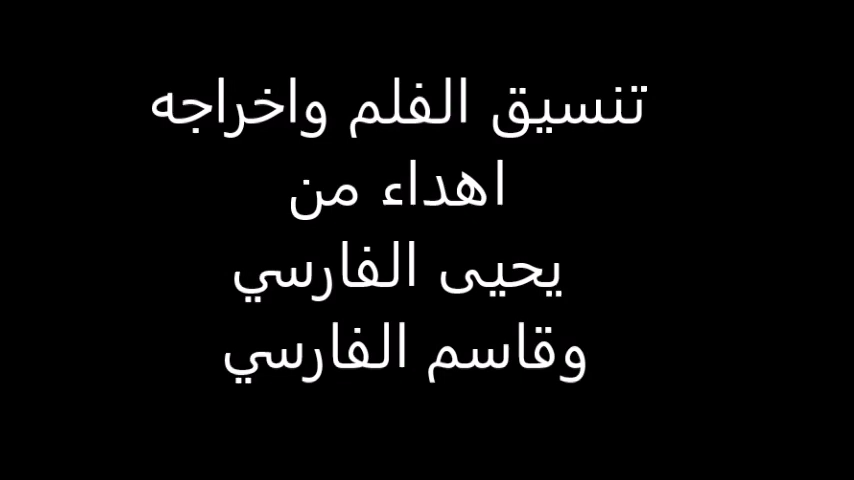 تنسيق الفلم واخراجه
اهداء من
يحيى الفارسي
وقاسم الفارسي